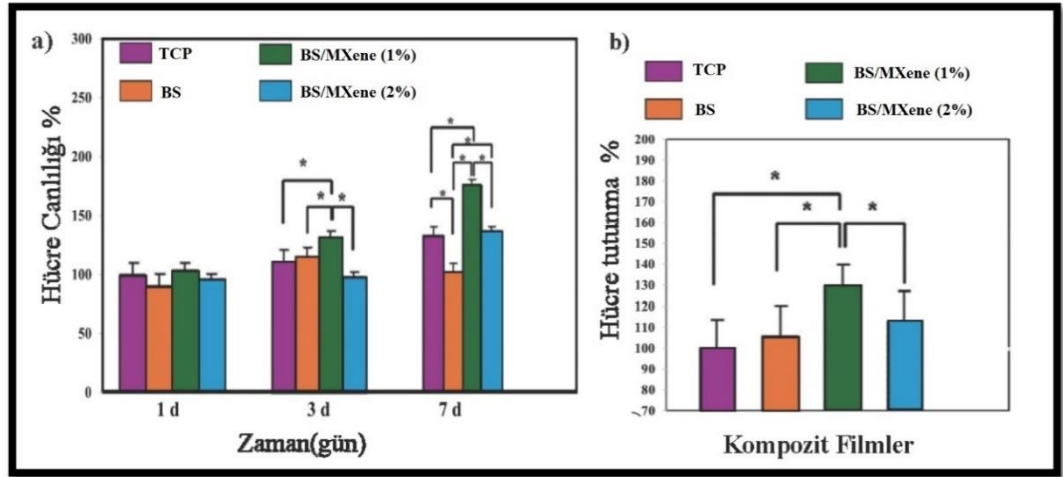 a)
TCP
BS/MXene (1%)
BS
BS/MXene (2%)
Hücre Canlılığı %
300
250
200
150
100
50
0
* * *
* * * * *
1 d 3 d 7 d
Zaman(gün)
b)
TCP
BS/MXene (1%)
BS
BS/MXene (2%)
Hücre tutunma %
200
190
180
170
160
150
140
130
120
110
100
90
80
70
* * *
Kompozit Filmler